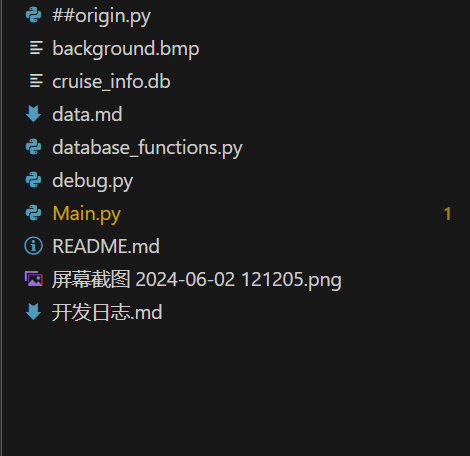 ##origin.py
background.bmp
cruise_info.db
data.md
database_functions.py
debug.py
Main.py 1
README.md
屏幕截图 2024-06-02 121205.png
开发日志.md